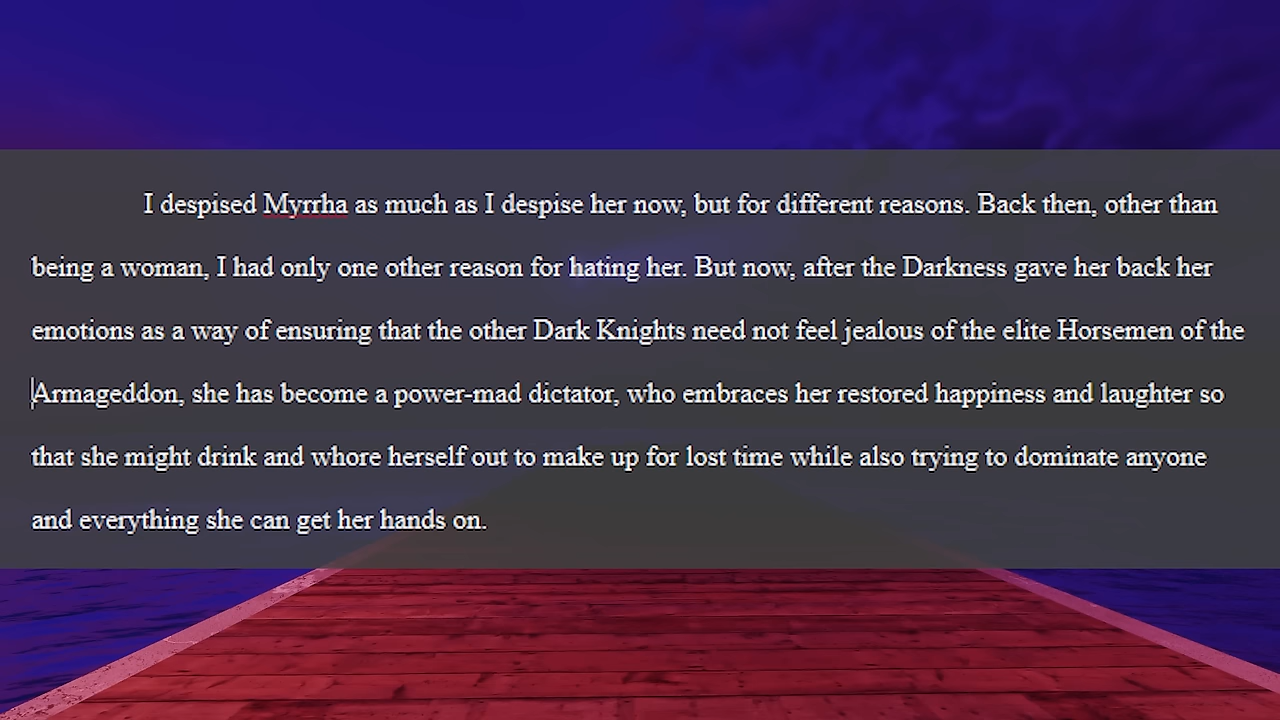 I despised Myrrha as much as I despise her now, but for different reasons. Back then, other than
being a woman, I had only one other reason for hating her. But now, after the Darkness gave her back her
emotions as a way of ensuring that the other Dark Knights need not feel jealous of the elite Horsemen of the
Armageddon, she has become a power-mad dictator, who embraces her restored happiness and laughter so
that she might drink and whore herself out to make up for lost time while also trying to dominate anyone
and everything she can get her hands on.